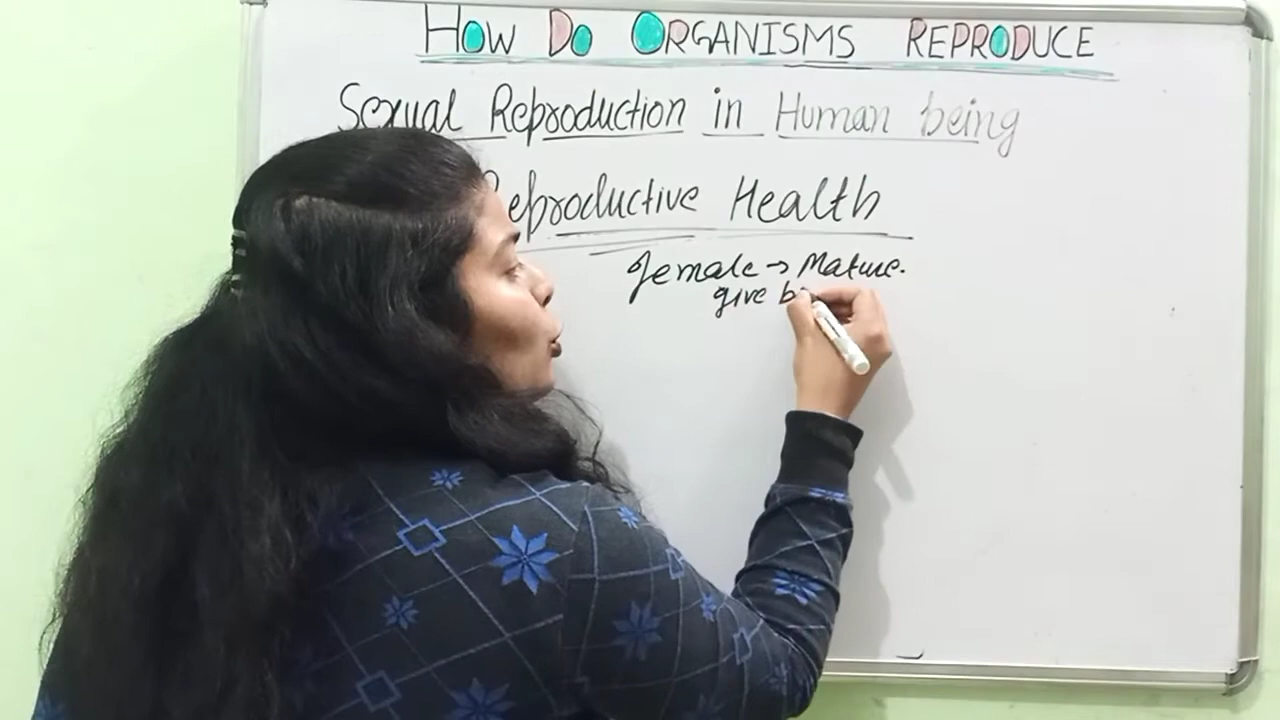 HOW DO ORGANISMS REPRODUCE
Sexual Reproduction in Human being
Reproductive Health
female → Mature.
give b